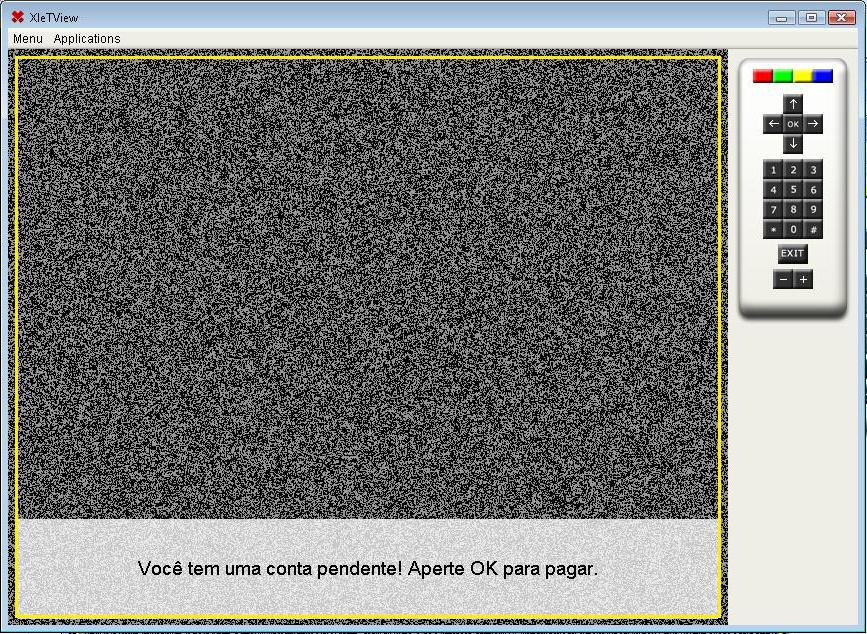 XleTView
Menu Applications
OK
1 2 3
4 5 6
7 8 9
* 0 #
EXIT
- +
Você tem uma conta pendente! Aperte OK para pagar.